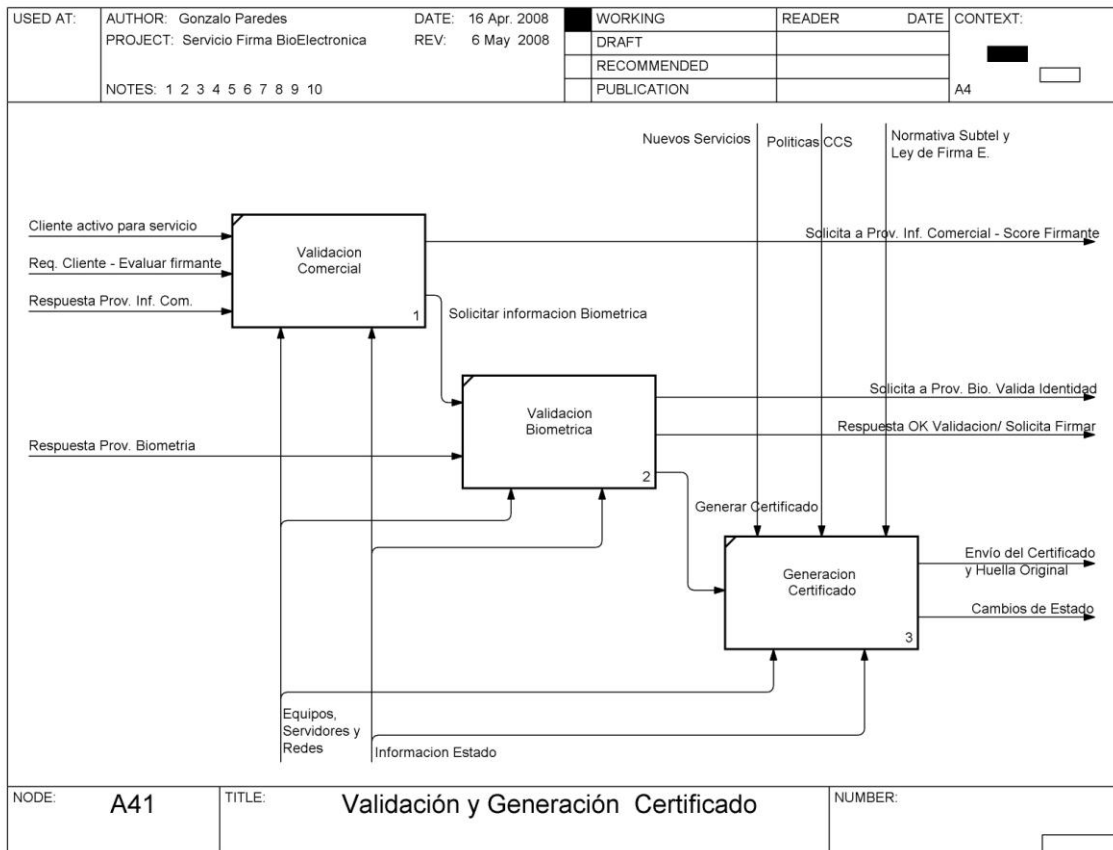 USED AT:
AUTHOR: Gonzalo Paredes
DATE: 16 Apr. 2008
WORKING
READER
DATE
CONTEXT:
PROJECT: Servicio Firma BioElectronica
REV: 6 May 2008
DRAFT
RECOMMENDED
NOTES: 1 2 3 4 5 6 7 8 9 10
PUBLICATION
A4
Nuevos Servicios
Politicas CCS
Normativa Subtel y
Ley de Firma E.
Cliente activo para servicio
Req. Cliente - Evaluar firmante
Respuesta Prov. Inf. Com.
Validacion
Comercial
1
Solicita a Prov. Inf. Comercial - Score Firmante
Solicitar informacion Biometrica
Respuesta Prov. Biometria
Validacion
Biometrica
2
Solicita a Prov. Bio. Valida Identidad
Respuesta OK Validacion/ Solicita Firmar
Generar Certificado
Generacion
Certificado
3
Envío del Certificado
y Huella Original
Cambios de Estado
Equipos,
Servidores y
Redes
Informacion Estado
NODE:
A41
TITLE:
Validación y Generación Certificado
NUMBER: